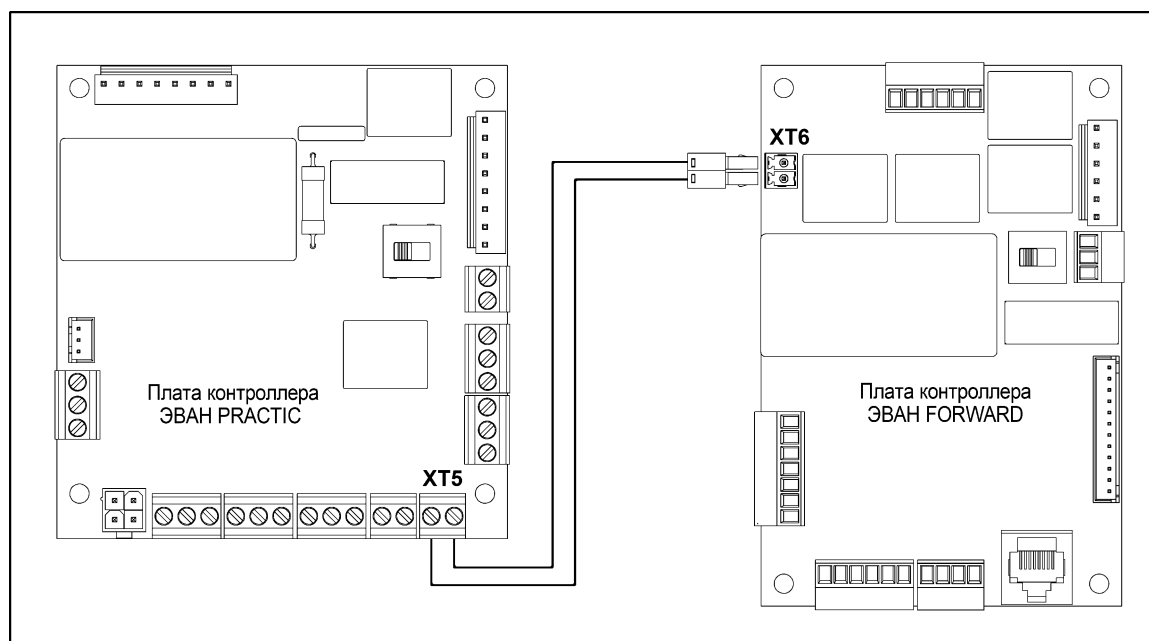 XT6
Плата контроллера
ЭВАН PRACTIC
Плата контроллера
ЭВАН FORWARD
XT5